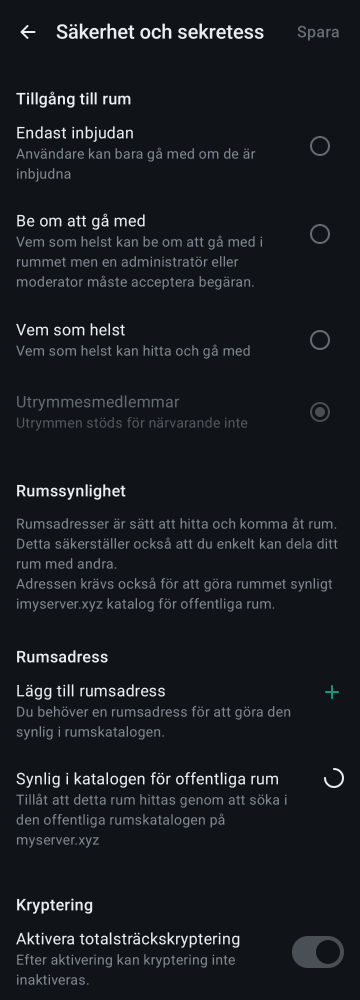 Säkerhet och sekretess
Spara
Tillgång till rum
Endast inbjudan
Användare kan bara gå med om de är
inbjudna
Be om att gå med
Vem som helst kan be om att gå med i
rummet men en administratör eller
moderator måste acceptera begäran.
Vem som helst
Vem som helst kan hitta och gå med
Utrymmesmedlemmar
Utrymmen stöds för närvarande inte
Rumssynlighet
Rumsadresser är sätt att hitta och komma åt rum.
Detta säkerställer också att du enkelt kan dela ditt
rum med andra.
Adressen krävs också för att göra rummet synligt
imyserver.xyz katalog för offentliga rum.
Rumsadress
Lägg till rumsadress
Du behöver en rumsadress för att göra den
synlig i rumskatalogen.
Synlig i katalogen för offentliga rum
Tillåt att detta rum hittas genom att söka i
den offentliga rumskatalogen på
myserver.xyz
Kryptering
Aktivera totalsträckskryptering
Efter aktivering kan kryptering inte
inaktiveras.